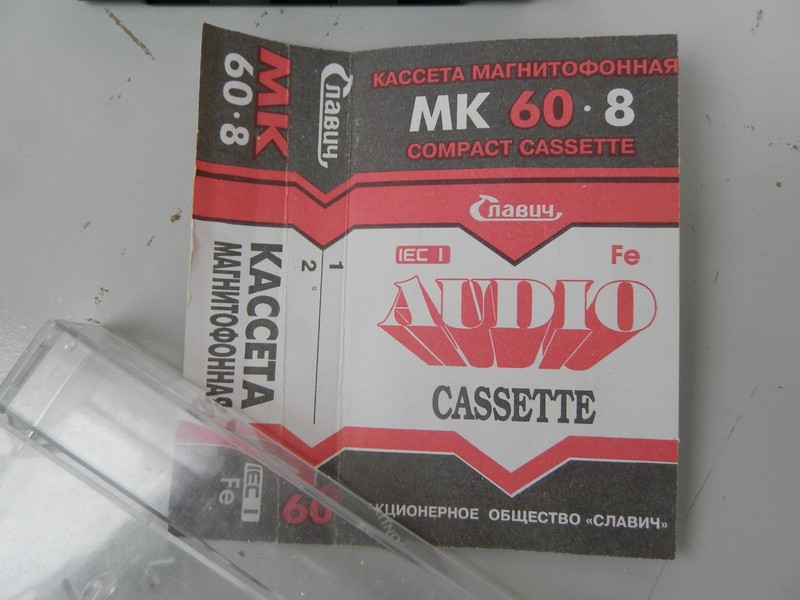 МК
60·8
Славич
КАССЕТА
МАГНИТОФОННАЯ
1
2
IEC I
Fe
60
КАССЕТА МАГНИТОФОННАЯ
МК 60·8
COMPACT CASSETTE
Славич
IEC I
Fe
AUDIO
CASSETTE
АКЦИОНЕРНОЕ ОБЩЕСТВО «СЛАВИЧ»